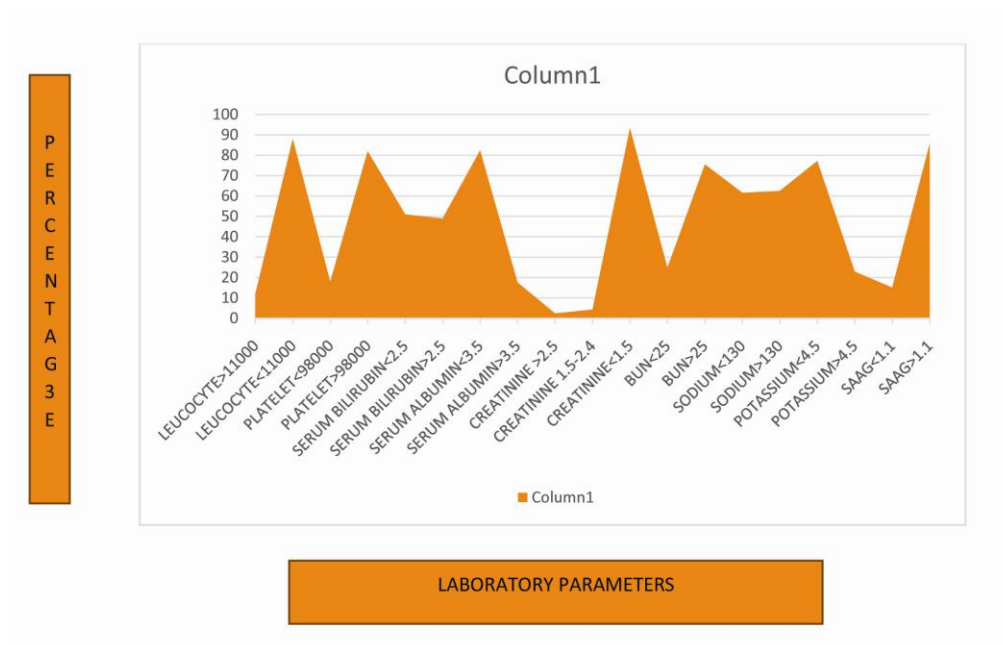 P
E
R
C
E
N
T
A
G
3
E
Column1
100
90
80
70
60
50
40
30
20
10
0
LEUCOCYTE>11000
LEUCOCYTE<11000
PLATELET<98000
PLATELET>98000
SERUM BILIRUBIN<2.5
SERUM BILIRUBIN>2.5
SERUM ALBUMIN<3.5
SERUM ALBUMIN>3.5
CREATININE >2.5
CREATININE 1.5-2.4
CREATININE<1.5
BUN<25
BUN>25
SODIUM<130
SODIUM>130
POTASSIUM<4.5
POTASSIUM>4.5
SAAG<1.1
SAAG>1.1
Column1
LABORATORY PARAMETERS